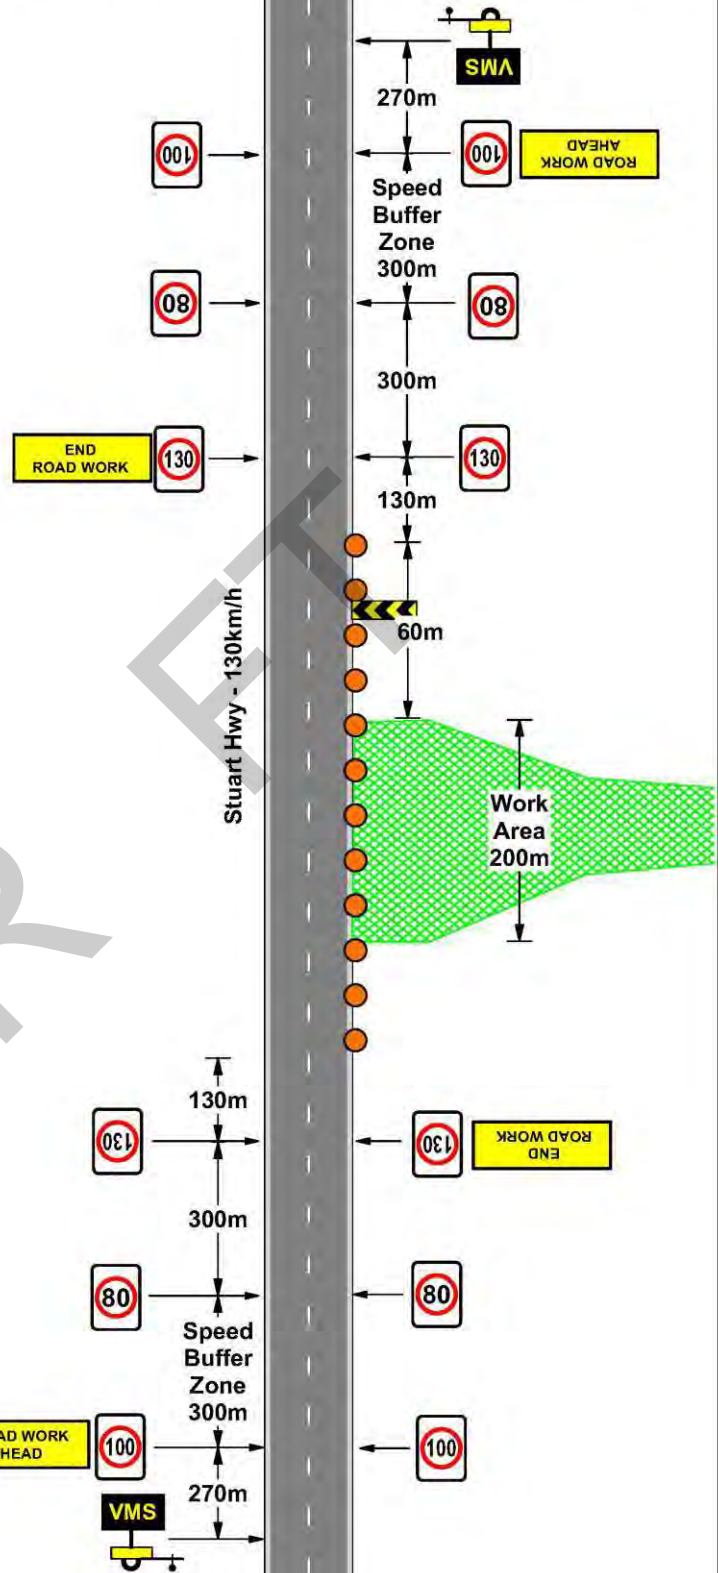 VMS
270m
100
100
ROAD WORK
AHEAD
Speed
Buffer
Zone
300m
80
80
300m
END
ROAD WORK
130
130
130m
60m
Stuart Hwy - 130km/h
Work
Area
200m
130m
130
130
END
ROAD WORK
300m
80
80
Speed
Buffer
Zone
300m
AD WORK
HEAD
100
100
270m
VMS
R
FT